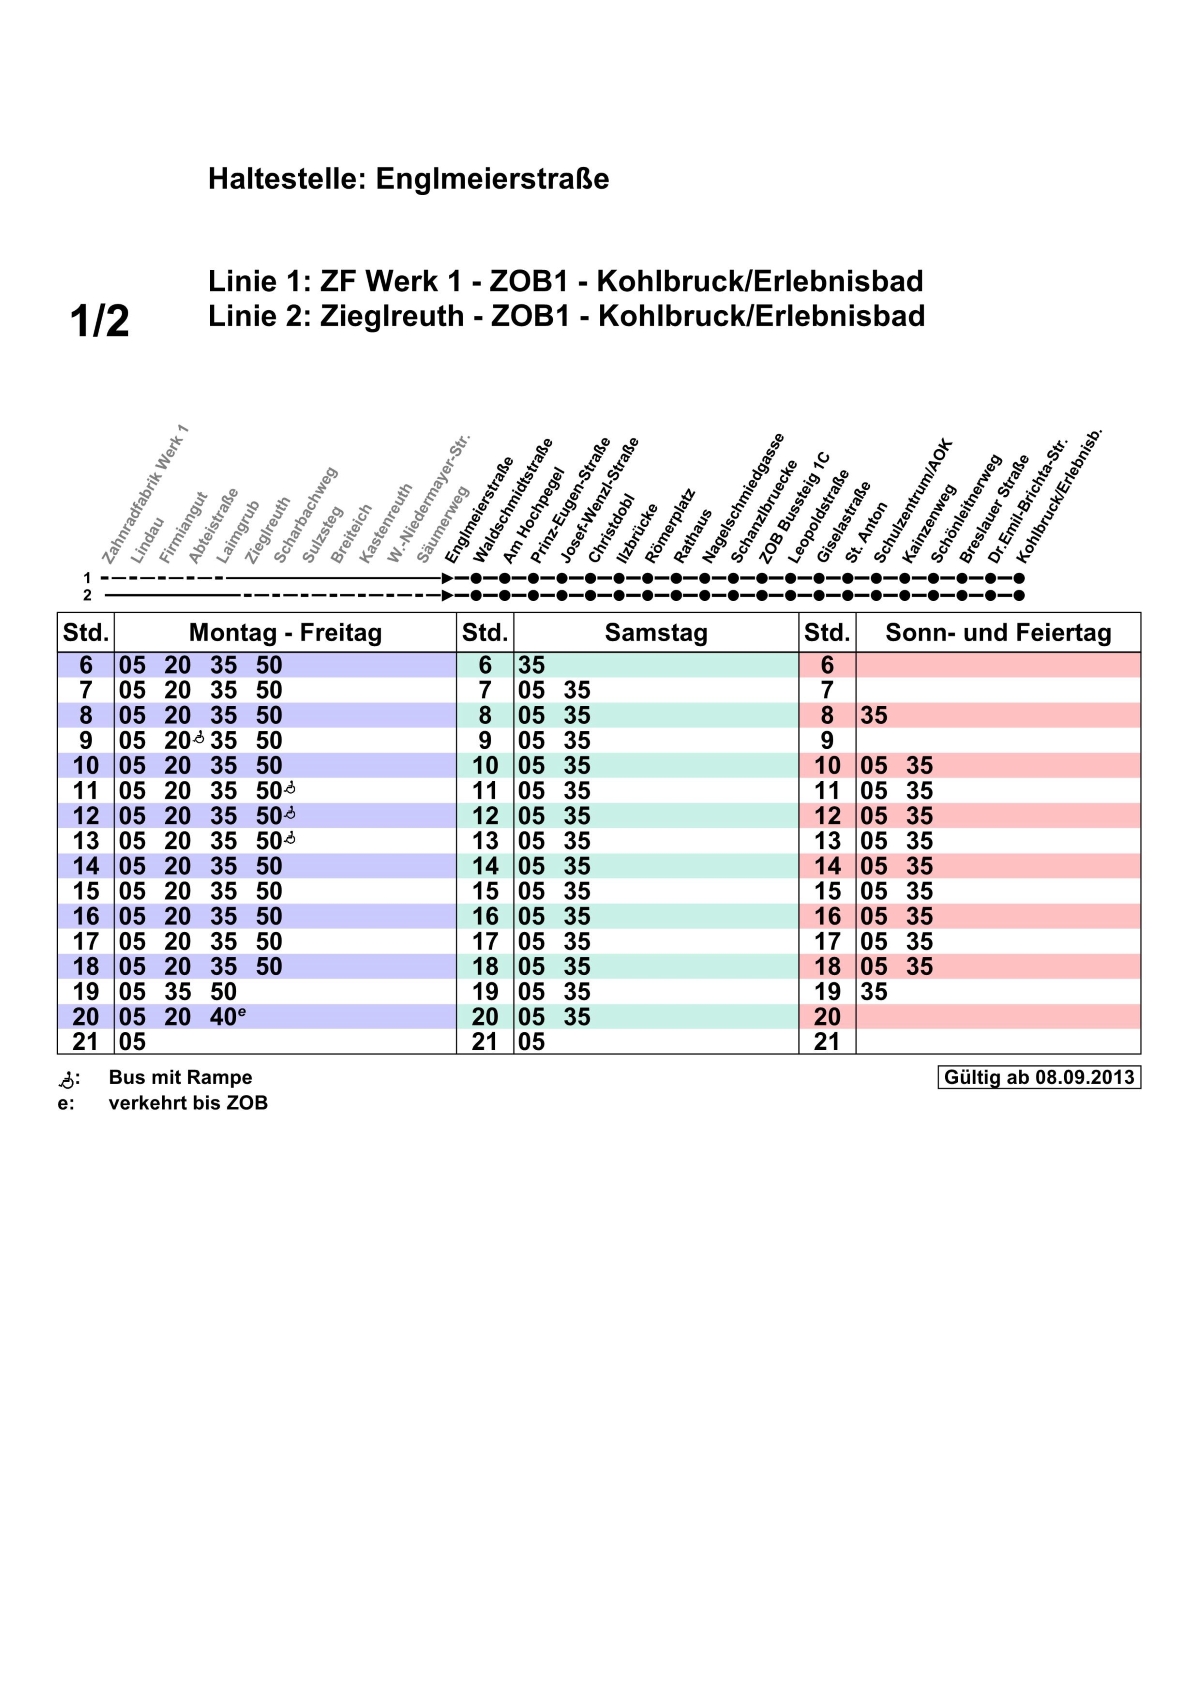 Haltestelle: Englmeierstraße
Linie 1: ZF Werk 1 - ZOB1 - Kohlbruck/Erlebnisbad
1/2
Linie 2: Zieglreuth - ZOB1 - Kohlbruck/Erlebnisbad
Zahnradfabrik Werk 1
Lindau
Firmiangut
Abteistraße
Laimgrub
Zieglreuth
Scharbachweg
Sulzsteg
Breiteich
Kastenreuth
W.-Niedermayer-Str.
Säumerweg
Englmeierstraße
Waldschmidtstraße
Am Hochpegel
Prinz-Eugen-Straße
Josef-Wenzl-Straße
Christdobl
Ilzbrücke
Römerplatz
Rathaus
Nagelschmiedgasse
Schanzlbruecke
ZOB Bussteig 1C
Leopoldstraße
Giselastraße
St. Anton
Schulzentrum/AOK
Kainzenweg
Schönleitnerweg
Breslauer Straße
Dr.Emil-Brichta-Str.
Kohlbruck/Erlebnisb.
1
2
Std. Montag - Freitag Std. Samstag Std. Sonn- und Feiertag
6 05 20 35 50 6 35 6
7 05 20 35 50 7 05 35 7
8 05 20 35 50 8 05 35 8 35
9 05 20♿ 35 50 9 05 35 9
10 05 20 35 50 10 05 35 10 05 35
11 05 20 35 50♿ 11 05 35 11 05 35
12 05 20 35 50♿ 12 05 35 12 05 35
13 05 20 35 50♿ 13 05 35 13 05 35
14 05 20 35 50 14 05 35 14 05 35
15 05 20 35 50 15 05 35 15 05 35
16 05 20 35 50 16 05 35 16 05 35
17 05 20 35 50 17 05 35 17 05 35
18 05 20 35 50 18 05 35 18 05 35
19 05 35 50 19 05 35 19 35
20 05 20 40e 20 05 35 20
21 05 21 05 21
♿: Bus mit Rampe Gültig ab 08.09.2013
e: verkehrt bis ZOB